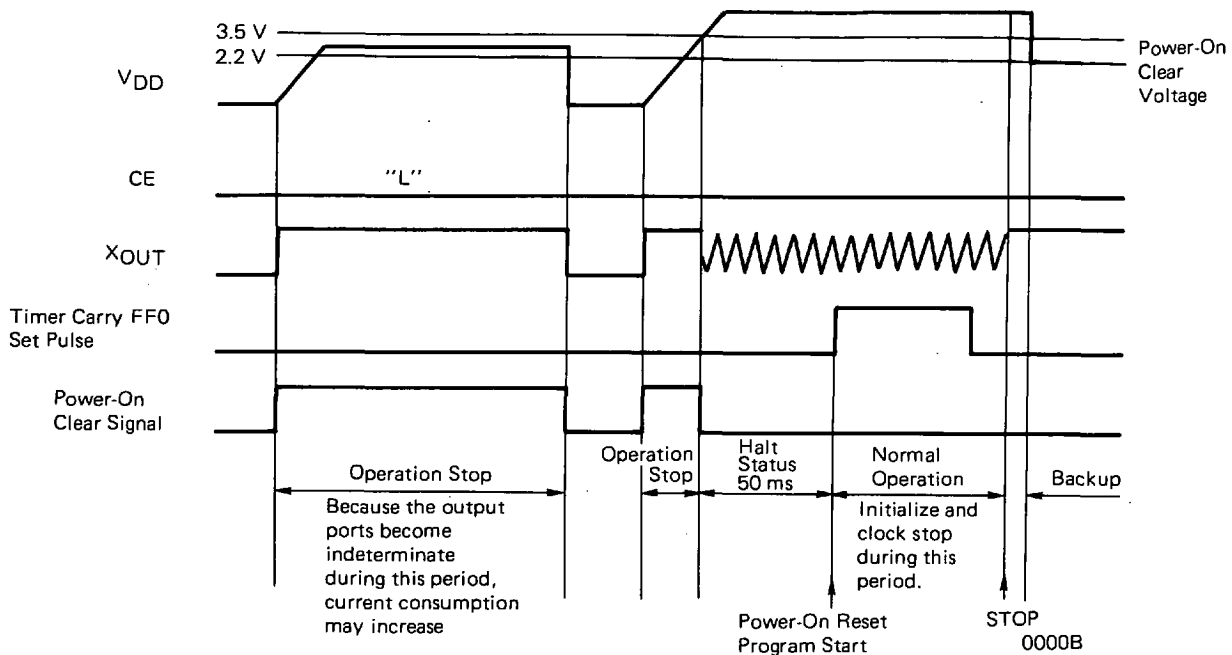 3.5 V
2.2 V
Power-On
Clear
Voltage
VDD
CE
"L"
XOUT
Timer Carry FF0
Set Pulse
Power-On
Clear Signal
Operation Stop
Operation
Stop
Halt
Status
50 ms
Normal
Operation
Backup
Because the output
ports become
indeterminate
during this period,
current consumption
may increase
Initialize and
clock stop
during this
period.
Power-On Reset
Program Start
STOP
0000B